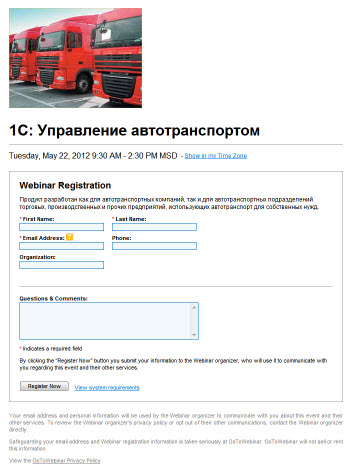 1С: Управление автотранспортом
Tuesday, May 22, 2012 9:30 AM - 2:30 PM MSD - Show in my Time Zone
Webinar Registration
Продукт разработан как для автотранспортных компаний, так и для автотранспортных подразделений
торговых, производственных и прочих предприятий, использующих автотранспорт для собственных нужд.
* First Name: * Last Name:
* Email Address: ? Phone:
Organization:
Questions & Comments:
* Indicates a required field
By clicking the "Register Now" button you submit your information to the Webinar organizer, who will use it to communicate with
you regarding this event and their other services.
Register Now View system requirements
Your email address and personal information will be used by the Webinar organizer to communicate with you about this event and their
other services. To review the Webinar organizer's privacy policy or opt out of their other communications, contact the Webinar organizer
directly.
Safeguarding your email address and Webinar registration information is taken seriously at GoToWebinar. GoToWebinar will not sell or rent
this information.
View the GoToWebinar Privacy Policy.